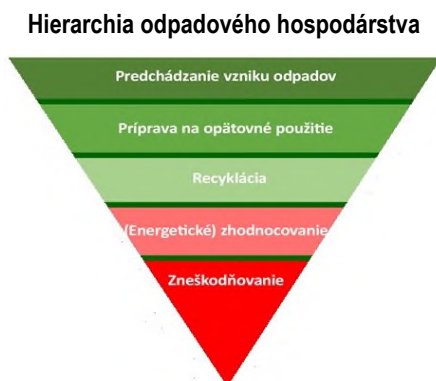 Hierarchia odpadového hospodárstva
Predchádzanie vzniku odpadov
Príprava na opätovné použitie
Recyklácia
(Energetické) zhodnocovanie
Zneškodňovanie